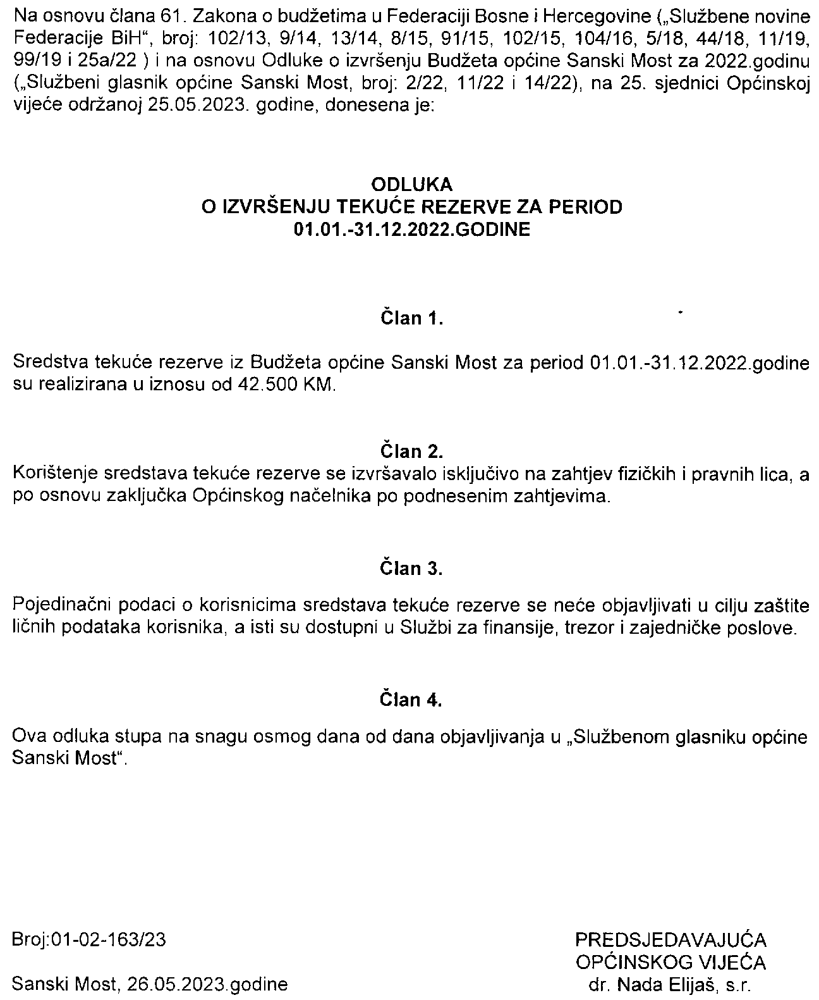 Na osnovu člana 61. Zakona o budžetima u Federaciji Bosne i Hercegovine („Službene novine
Federacije BiH“, broj: 102/13, 9/14, 13/14, 8/15, 91/15, 102/15, 104/16, 5/18, 44/18, 11/19,
99/19 i 25a/22 ) i na osnovu Odluke o izvršenju Budžeta općine Sanski Most za 2022.godinu
(„Službeni glasnik općine Sanski Most, broj: 2/22, 11/22 i 14/22), na 25. sjednici Općinskoj
vijeće održanoj 25.05.2023. godine, donesena je:
ODLUKA
O IZVRŠENJU TEKUĆE REZERVE ZA PERIOD
01.01.-31.12.2022.GODINE
Član 1.
Sredstva tekuće rezerve iz Budžeta općine Sanski Most za period 01.01.-31.12.2022.godine
su realizirana u iznosu od 42.500 KM.
Član 2.
Korištenje sredstava tekuće rezerve se izvršavalo isključivo na zahtjev fizičkih i pravnih lica, a
po osnovu zaključka Općinskog načelnika po podnesenim zahtjevima.
Član 3.
Pojedinačni podaci o korisnicima sredstava tekuće rezerve se neće objavljivati u cilju zaštite
ličnih podataka korisnika, a isti su dostupni u Službi za finansije, trezor i zajedničke poslove.
Član 4.
Ova odluka stupa na snagu osmog dana od dana objavljivanja u „Službenom glasniku općine
Sanski Most“.
Broj:01-02-163/23
PREDSJEDAVAJUĆA
OPĆINSKOG VIJEĆA
Sanski Most, 26.05.2023.godine
dr. Nada Elijaš, s.r.